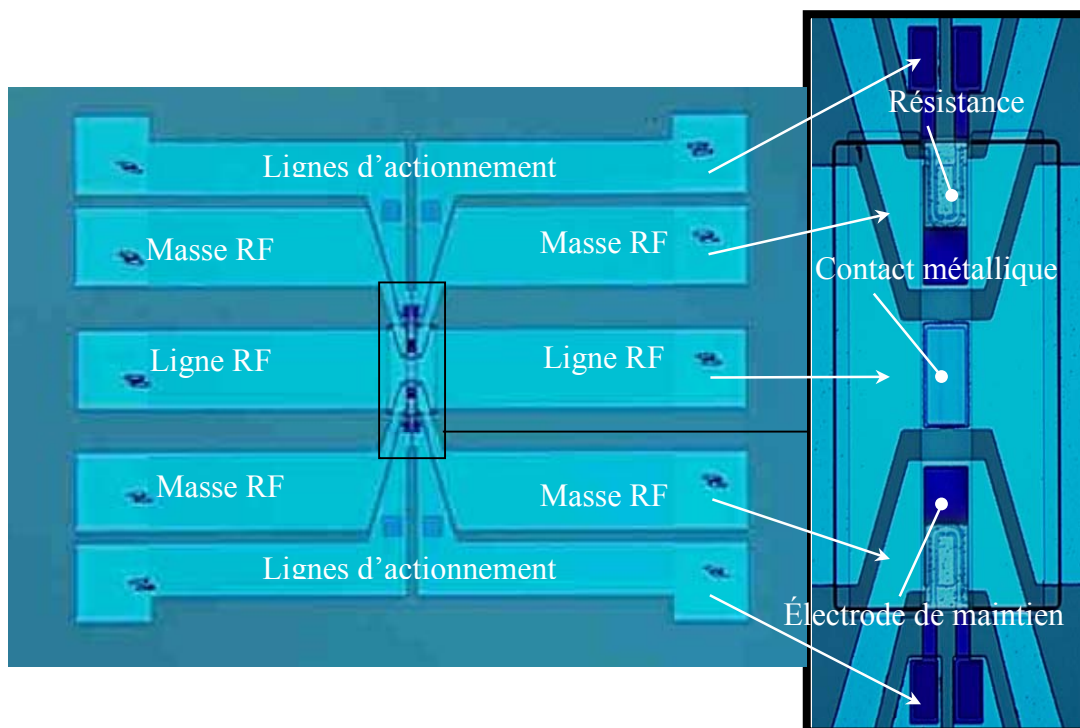 Résistance
Lignes d’actionnement
Masse RF
Masse RF
Contact métallique
Ligne RF
Ligne RF
Masse RF
Masse RF
Lignes d’actionnement
Électrode de maintien